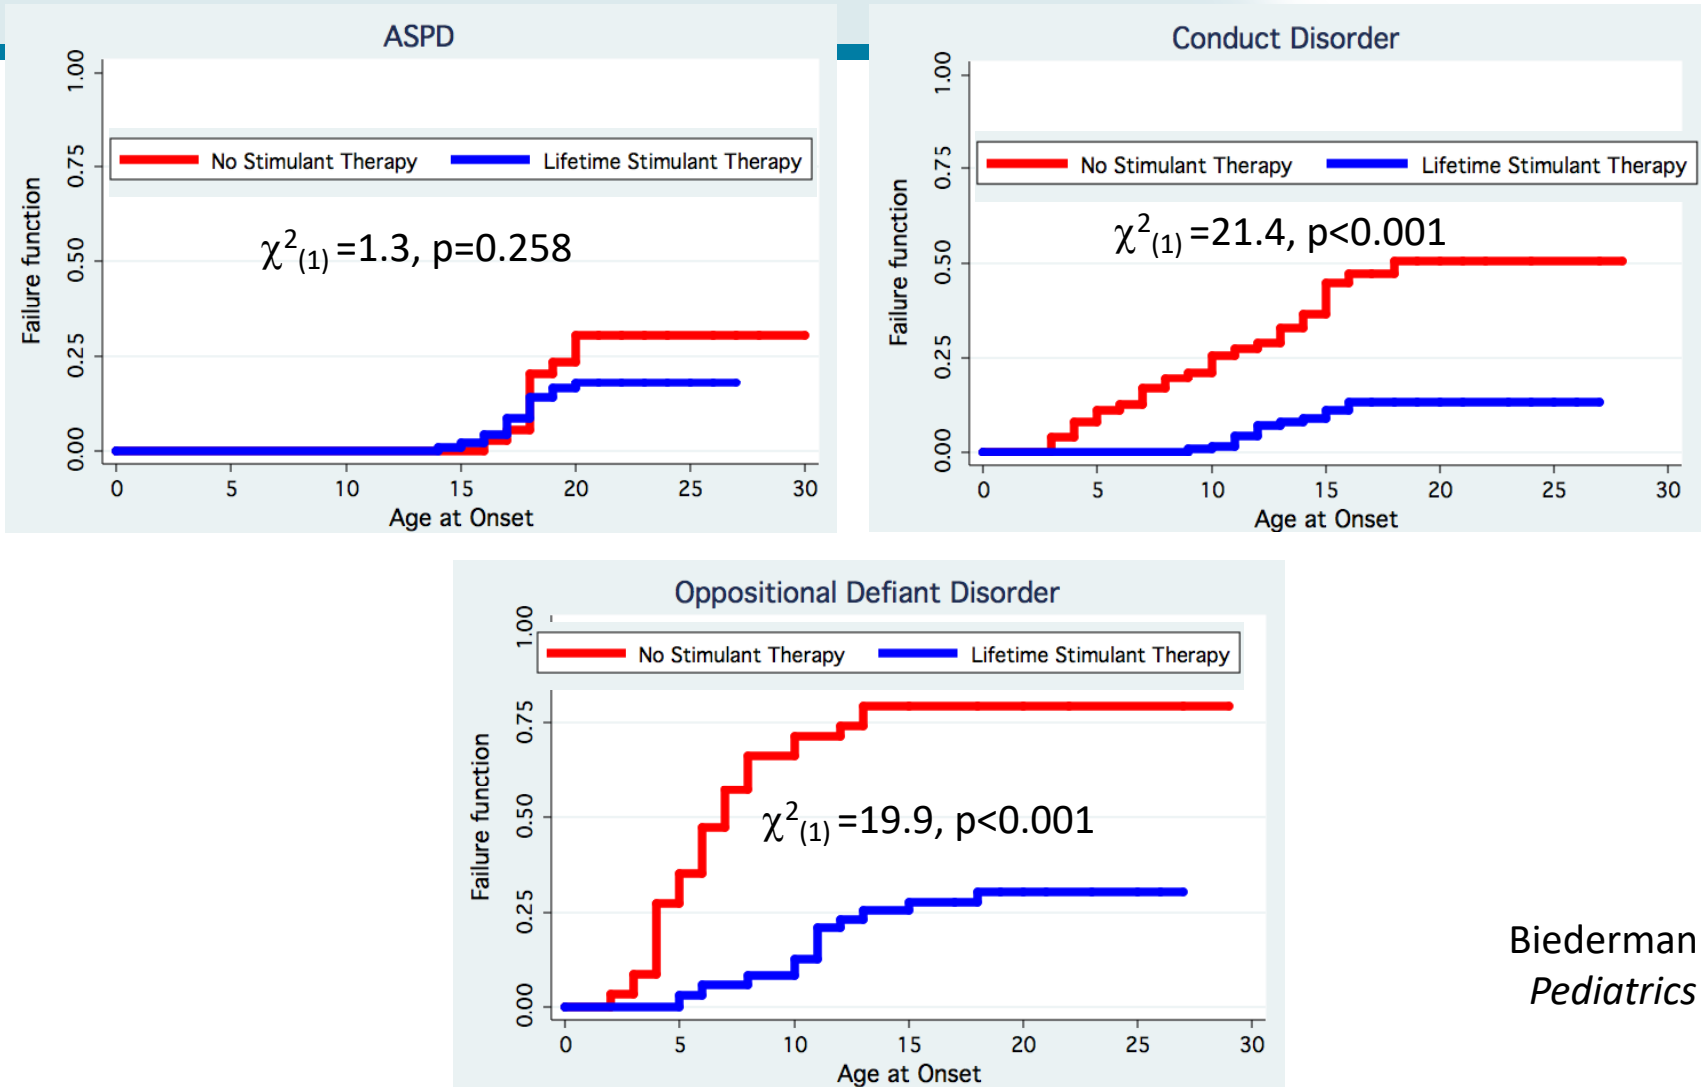 ASPD
1.00
0.75
0.50
0.25
0.00
Failure function
No Stimulant Therapy Lifetime Stimulant Therapy
χ²₍₁₎=1.3, p=0.258
0 5 10 15 20 25 30
Age at Onset
Conduct Disorder
1.00
0.75
0.50
0.25
0.00
Failure function
No Stimulant Therapy Lifetime Stimulant Therapy
χ²₍₁₎=21.4, p<0.001
0 5 10 15 20 25 30
Age at Onset
Oppositional Defiant Disorder
1.00
0.75
0.50
0.25
0.00
Failure function
No Stimulant Therapy Lifetime Stimulant Therapy
χ²₍₁₎=19.9, p<0.001
0 5 10 15 20 25 30
Age at Onset
Biederman
Pediatrics